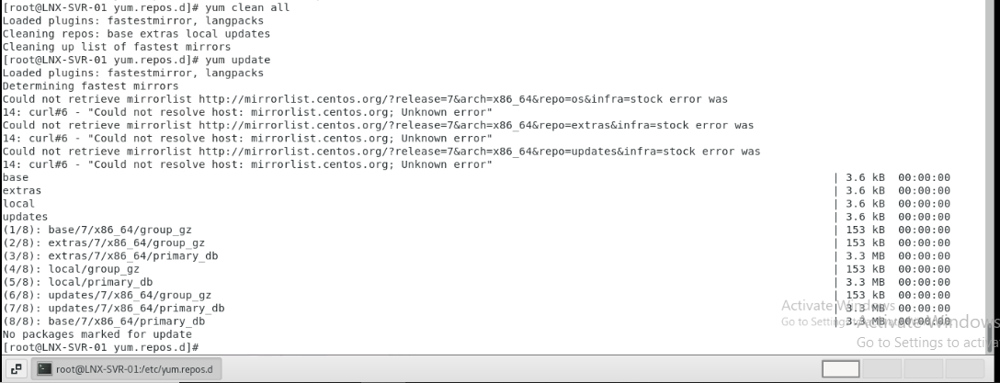 [root@LNX-SVR-01 yum.repos.d]# yum clean all
Loaded plugins: fastestmirror, langpacks
Cleaning repos: base extras local updates
Cleaning up list of fastest mirrors
[root@LNX-SVR-01 yum.repos.d]# yum update
Loaded plugins: fastestmirror, langpacks
Determining fastest mirrors
Could not retrieve mirrorlist http://mirrorlist.centos.org/?release=7&arch=x86_64&repo=os&infra=stock error was
14: curl#6 - "Could not resolve host: mirrorlist.centos.org; Unknown error"
Could not retrieve mirrorlist http://mirrorlist.centos.org/?release=7&arch=x86_64&repo=extras&infra=stock error was
14: curl#6 - "Could not resolve host: mirrorlist.centos.org; Unknown error"
Could not retrieve mirrorlist http://mirrorlist.centos.org/?release=7&arch=x86_64&repo=updates&infra=stock error was
14: curl#6 - "Could not resolve host: mirrorlist.centos.org; Unknown error"
base | 3.6 kB 00:00:00
extras | 3.6 kB 00:00:00
local | 3.6 kB 00:00:00
updates | 3.6 kB 00:00:00
(1/8): base/7/x86_64/group_gz | 153 kB 00:00:00
(2/8): extras/7/x86_64/group_gz | 153 kB 00:00:00
(3/8): extras/7/x86_64/primary_db | 3.3 MB 00:00:00
(4/8): local/group_gz | 153 kB 00:00:00
(5/8): local/primary_db | 3.3 MB 00:00:00
(6/8): updates/7/x86_64/group_gz | 153 kB 00:00:00
(7/8): updates/7/x86_64/primary_db | 3.3 MB 00:00:00
(8/8): base/7/x86_64/primary_db | 3.3 MB 00:00:00
No packages marked for update
[root@LNX-SVR-01 yum.repos.d]#
Activate Windows
Go to Settings
Activate Windows
Go to Settings to activa
root@LNX-SVR-01:/etc/yum.repos.d